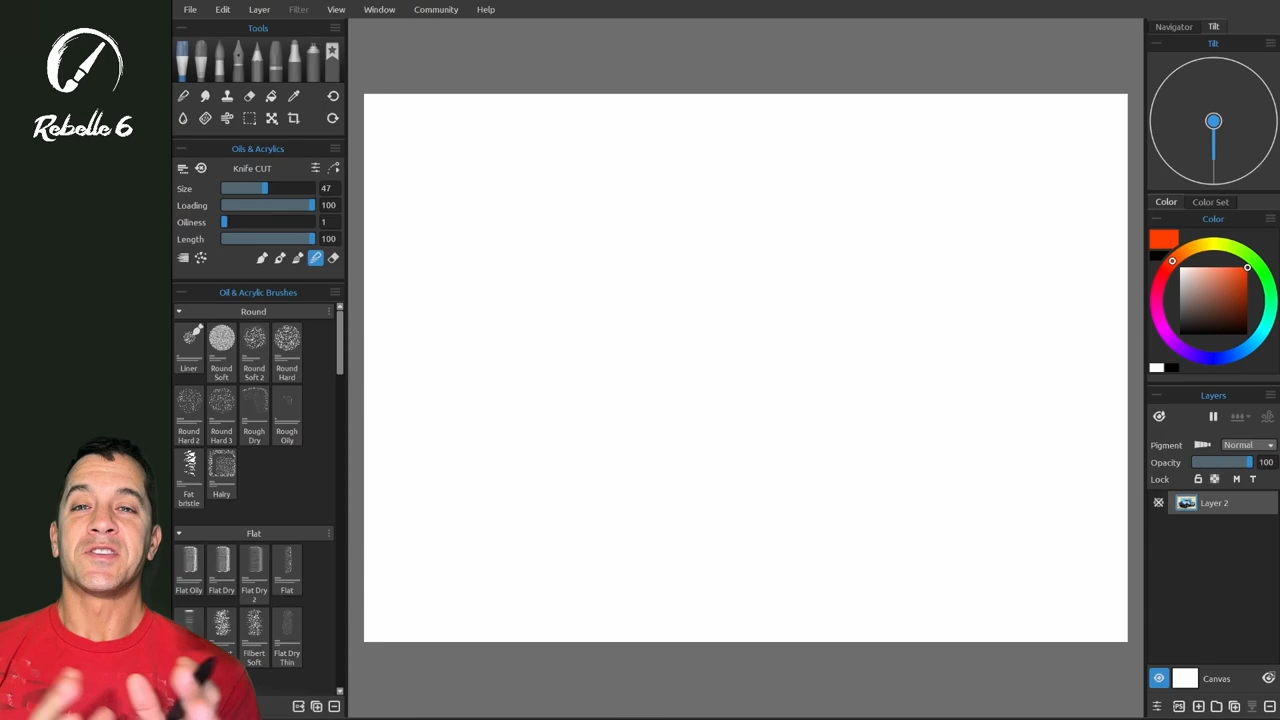 File Edit Layer Filter View Window Community Help
Rebelle 6
Tools
Oils & Acrylics
Knife CUT
Size 47
Loading 100
Oiliness 1
Length 100
Oil & Acrylic Brushes
Round
Liner Round Soft Round Soft 2 Round Hard
Round Hard 2 Round Hard 3 Rough Dry Rough Oily
Fat bristle Hairy
Flat
Flat Oily Flat Dry Flat Dry 2 Flat
Filbert Soft Flat Dry Thin
Navigator Tilt
Tilt
Color Color Set
Color
Layers
Pigment Normal
Opacity 100
Lock M T
Layer 2
Canvas
PS